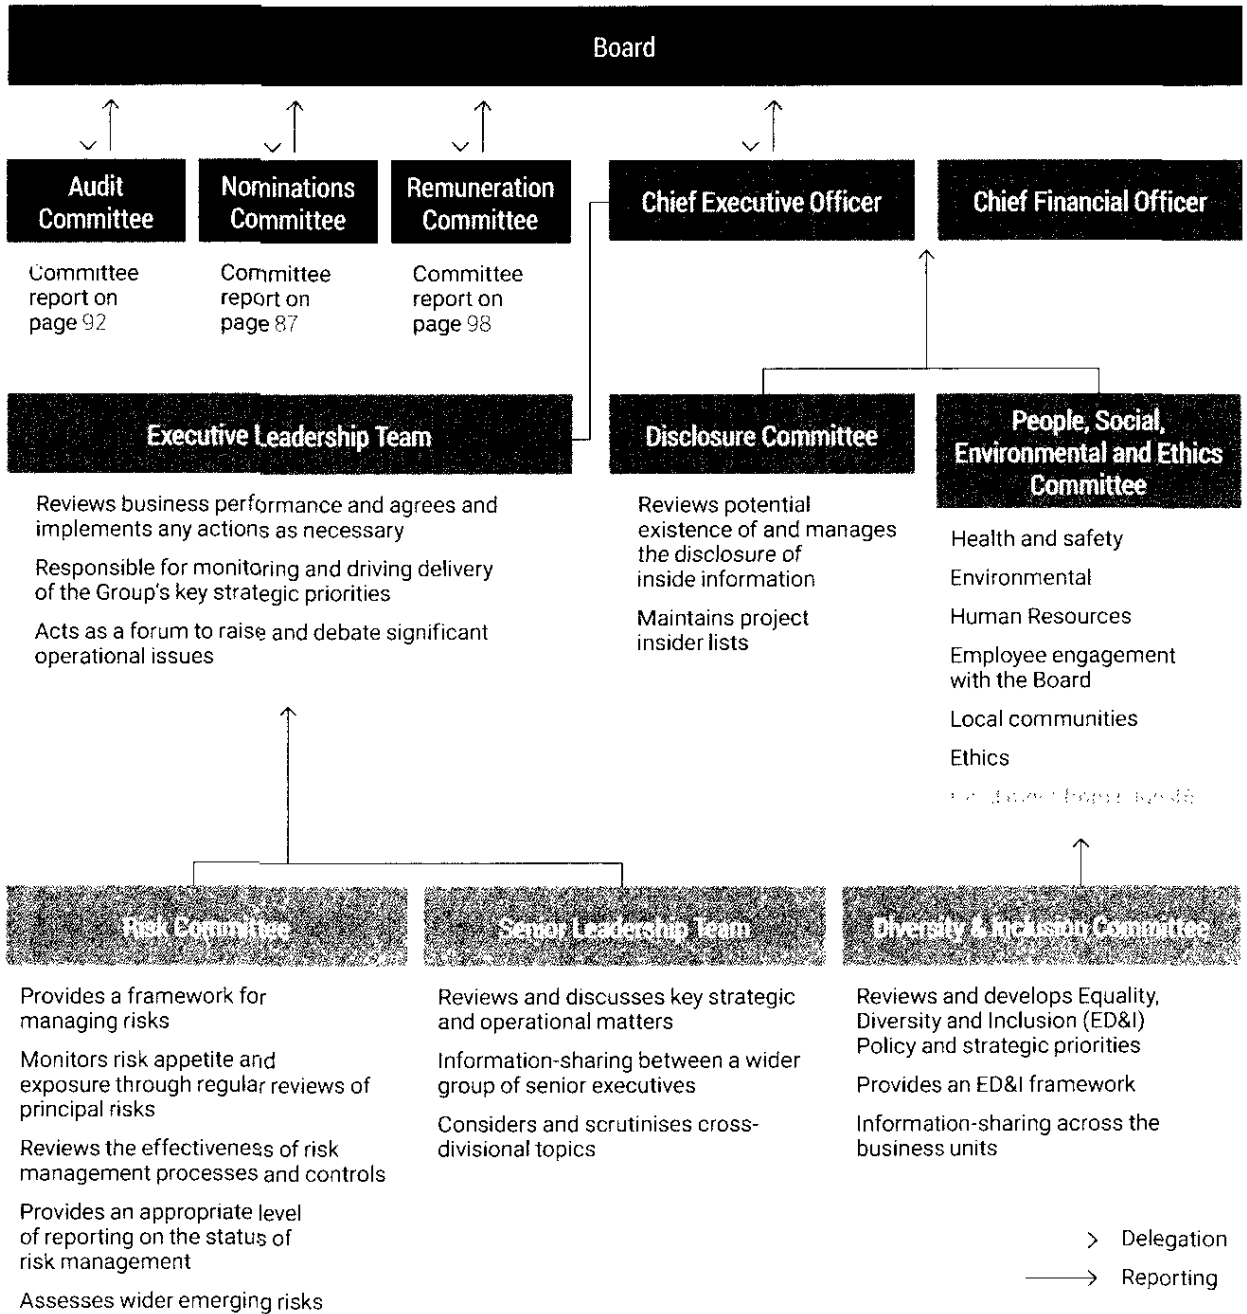 Board
Audit
Committee
Nominations
Committee
Remuneration
Committee
Chief Executive Officer
Chief Financial Officer
Committee
report on
page 92
Committee
report on
page 87
Committee
report on
page 98
Executive Leadership Team
Reviews business performance and agrees and
implements any actions as necessary
Responsible for monitoring and driving delivery
of the Group's key strategic priorities
Acts as a forum to raise and debate significant
operational issues
Disclosure Committee
Reviews potential
existence of and manages
the disclosure of
inside information
Maintains project
insider lists
People, Social,
Environmental and Ethics
Committee
Health and safety
Environmental
Human Resources
Employee engagement
with the Board
Local communities
Ethics
Risk Committee
Provides a framework for
managing risks
Monitors risk appetite and
exposure through regular reviews of
principal risks
Reviews the effectiveness of risk
management processes and controls
Provides an appropriate level
of reporting on the status of
risk management
Assesses wider emerging risks
Senior Leadership Team
Reviews and discusses key strategic
and operational matters
Information-sharing between a wider
group of senior executives
Considers and scrutinises cross-
divisional topics
Diversity & Inclusion Committee
Reviews and develops Equality,
Diversity and Inclusion (ED&I)
Policy and strategic priorities
Provides an ED&I framework
Information-sharing across the
business units
Delegation
Reporting